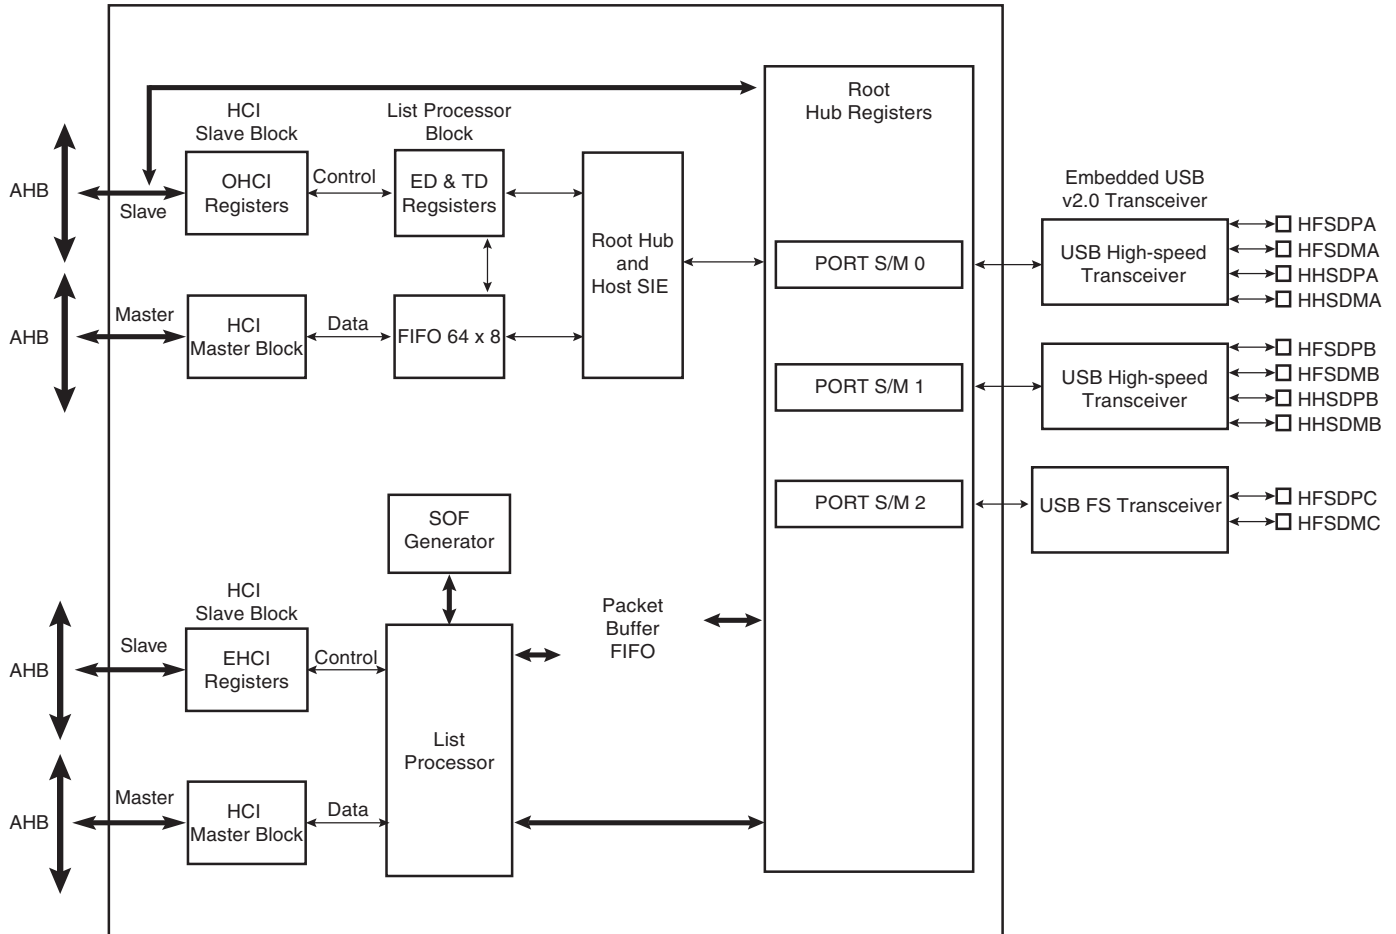 HCI
Slave Block
List Processor
Block
Root
Hub Registers
AHB
Slave
OHCI
Registers
Control
ED & TD
Regsisters
Root Hub
and
Host SIE
Embedded USB
v2.0 Transceiver
PORT S/M 0
USB High-speed
Transceiver
HFSDPA
HFSDMA
HHSDPA
HHSDMA
AHB
Master
HCI
Master Block
Data
FIFO 64 x 8
PORT S/M 1
USB High-speed
Transceiver
HFSDPB
HFSDMB
HHSDPB
HHSDMB
PORT S/M 2
USB FS Transceiver
HFSDPC
HFSDMC
SOF
Generator
HCI
Slave Block
AHB
Slave
EHCI
Registers
Control
Packet
Buffer
FIFO
List
Processor
AHB
Master
HCI
Master Block
Data